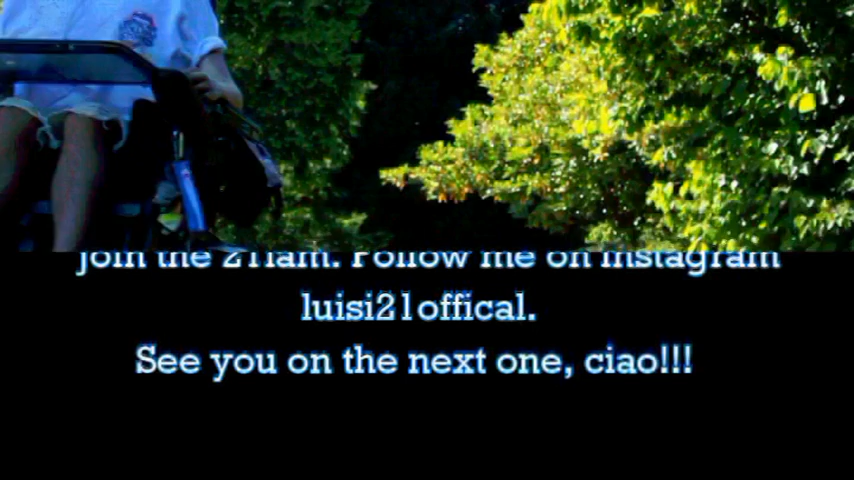 join the 21fam. Follow me on Instagram
luisi21offical.
See you on the next one, ciao!!!